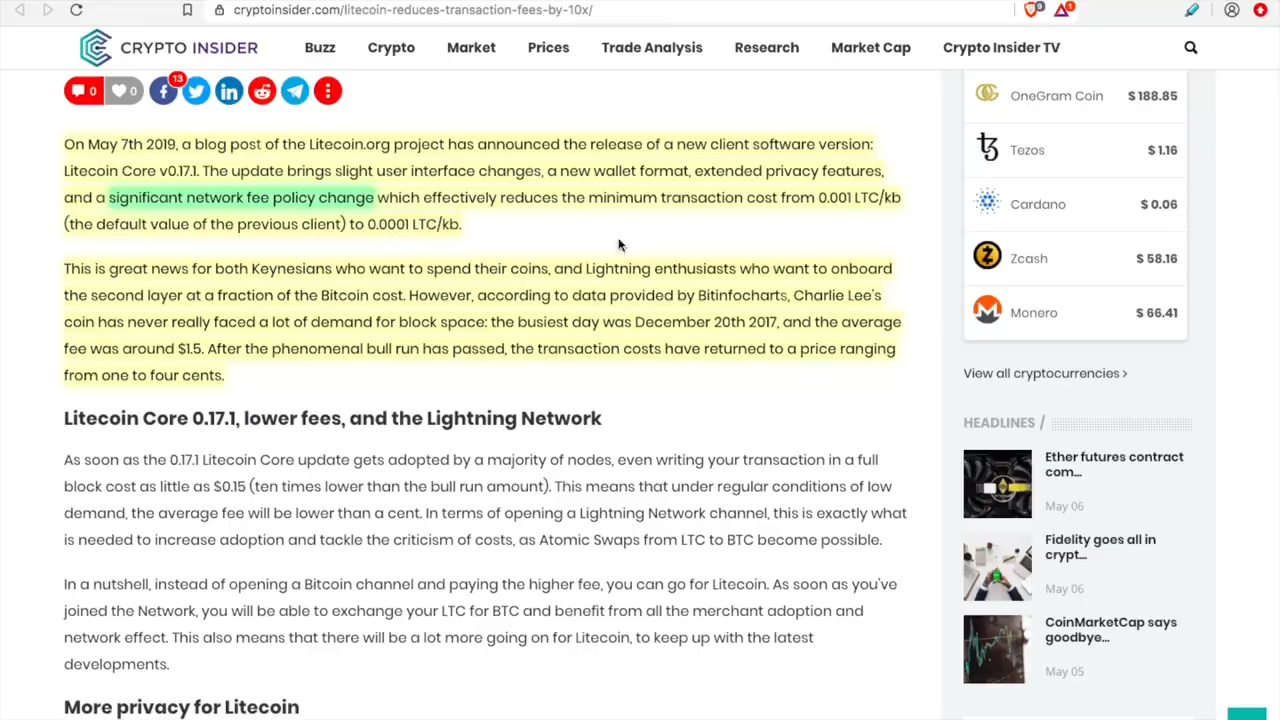 cryptoinsider.com/litecoin-reduces-transaction-fees-by-10x/
9
1
CRYPTO INSIDER
Buzz
Crypto
Market
Prices
Trade Analysis
Research
Market Cap
Crypto Insider TV
0
0
13
On May 7th 2019, a blog post of the Litecoin.org project has announced the release of a new client software version:
Litecoin Core v0.17.1. The update brings slight user interface changes, a new wallet format, extended privacy features,
and a significant network fee policy change which effectively reduces the minimum transaction cost from 0.001 LTC/kb
(the default value of the previous client) to 0.0001 LTC/kb.
This is great news for both Keynesians who want to spend their coins, and Lightning enthusiasts who want to onboard
the second layer at a fraction of the Bitcoin cost. However, according to data provided by Bitinfocharts, Charlie Lee's
coin has never really faced a lot of demand for block space: the busiest day was December 20th 2017, and the average
fee was around $1.5. After the phenomenal bull run has passed, the transaction costs have returned to a price ranging
from one to four cents.
Litecoin Core 0.17.1, lower fees, and the Lightning Network
As soon as the 0.17.1 Litecoin Core update gets adopted by a majority of nodes, even writing your transaction in a full
block cost as little as $0.15 (ten times lower than the bull run amount). This means that under regular conditions of low
demand, the average fee will be lower than a cent. In terms of opening a Lightning Network channel, this is exactly what
is needed to increase adoption and tackle the criticism of costs, as Atomic Swaps from LTC to BTC become possible.
In a nutshell, instead of opening a Bitcoin channel and paying the higher fee, you can go for Litecoin. As soon as you've
joined the Network, you will be able to exchange your LTC for BTC and benefit from all the merchant adoption and
network effect. This also means that there will be a lot more going on for Litecoin, to keep up with the latest
developments.
More privacy for Litecoin
OneGram Coin $ 188.85
Tezos $ 1.16
Cardano $ 0.06
Zcash $ 58.16
Monero $ 66.41
View all cryptocurrencies >
HEADLINES /
Ether futures contract
com...
May 06
Fidelity goes all in
crypt...
May 06
CoinMarketCap says
goodbye...
May 05